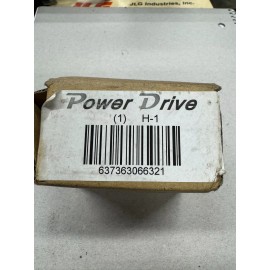 JLG Industries, Inc.
Power Drive
(1) H-1
637363066321